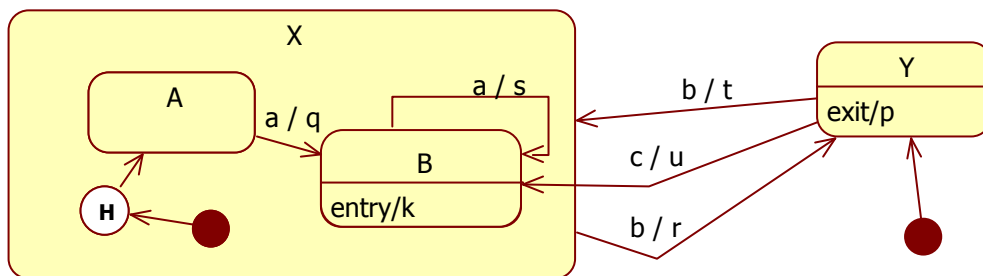 X
Y
A
a / s
b / t
exit/p
a / q
B
c / u
H
entry/k
b / r